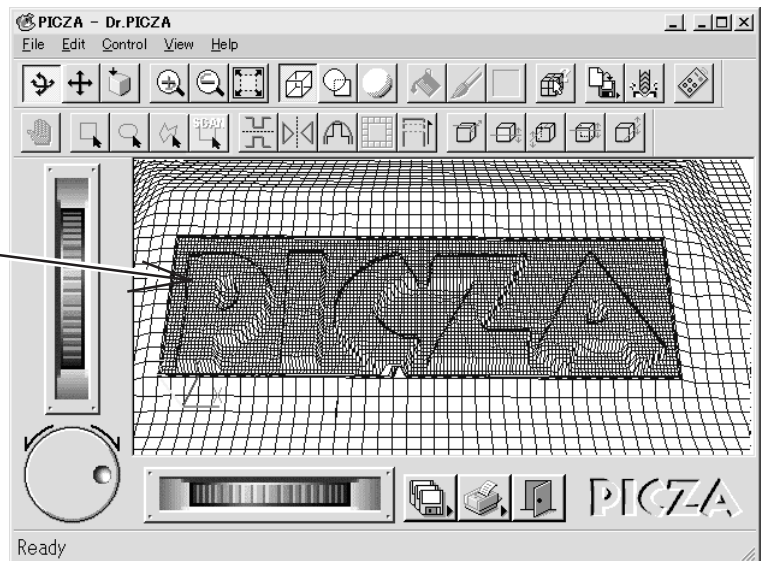 PICZA - Dr.PICZA
File Edit Control View Help
SCAN
PICZA
X
PICZA
Ready